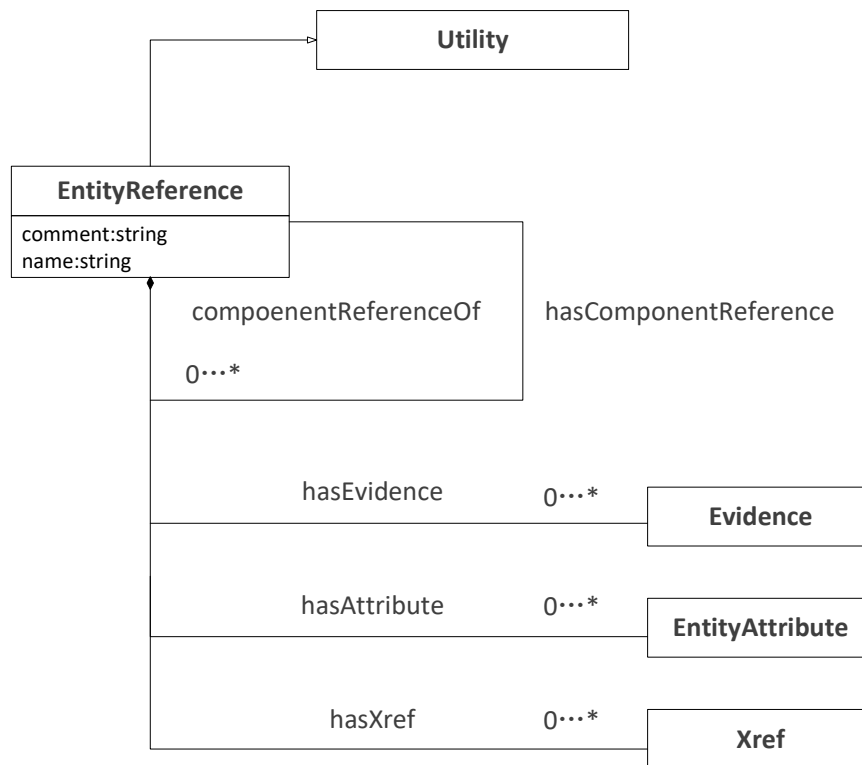 Utility
EntityReference
comment:string
name:string
compoenentReferenceOf
hasComponentReference
0···*
hasEvidence
0···*
Evidence
hasAttribute
0···*
EntityAttribute
hasXref
0···*
Xref